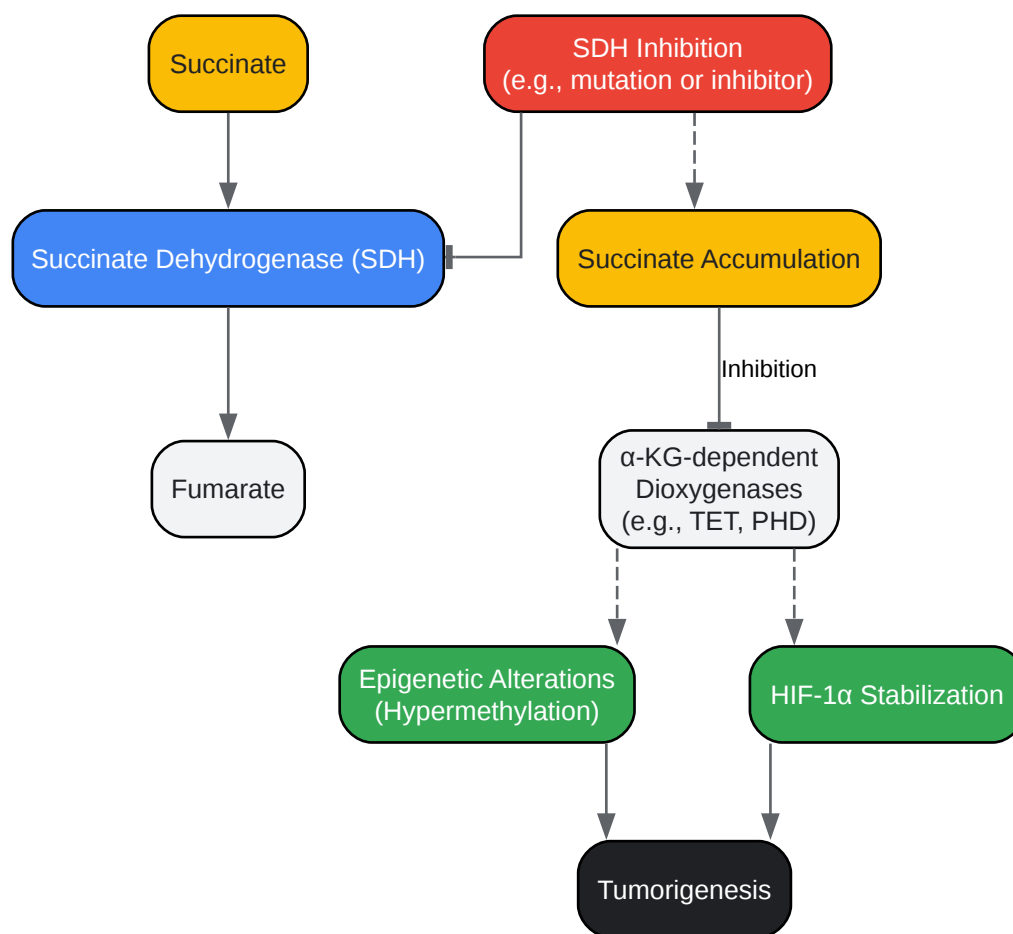 Succinate
SDH Inhibition
(e.g., mutation or inhibitor)
Succinate Dehydrogenase (SDH)
Succinate Accumulation
Inhibition
Fumarate
α-KG-dependent
Dioxygenases
(e.g., TET, PHD)
Epigenetic Alterations
(Hypermethylation)
HIF-1α Stabilization
Tumorigenesis